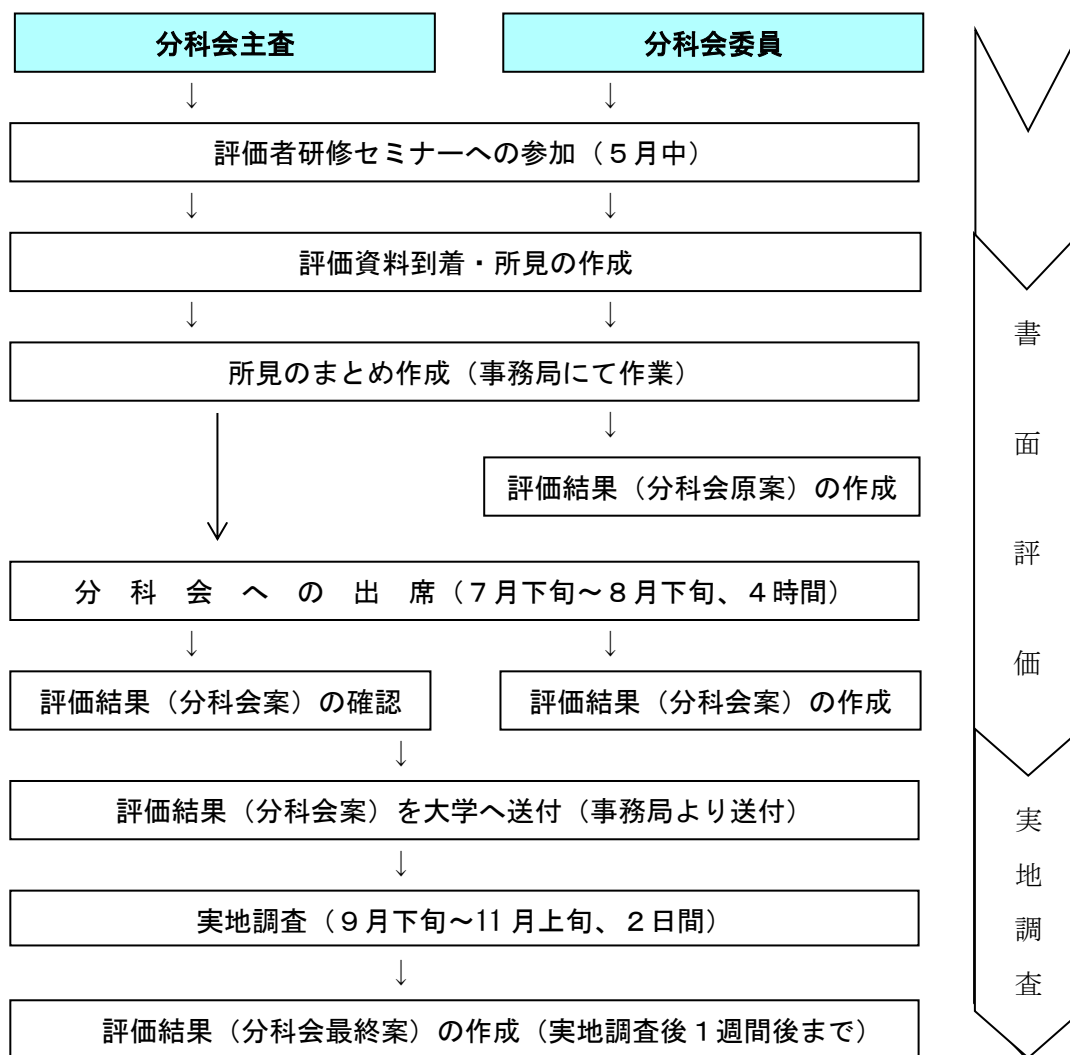 分科会主査
分科会委員
↓ ↓
評価者研修セミナーへの参加（５月中）
↓ ↓
評価資料到着・所見の作成
↓ ↓
所見のまとめ作成（事務局にて作業）
↓
評価結果（分科会原案）の作成
分　科　会　へ　の　出　席（７月下旬～８月下旬、４時間）
↓ ↓
評価結果（分科会案）の確認
評価結果（分科会案）の作成
↓
評価結果（分科会案）を大学へ送付（事務局より送付）
↓
実地調査（９月下旬～11月上旬、２日間）
↓
評価結果（分科会最終案）の作成（実地調査後１週間後まで）
書面評価
実地調査